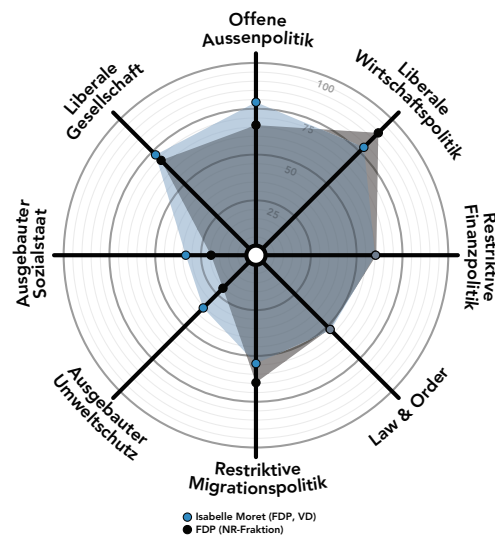 Offene
Aussenpolitik
Liberale
Wirtschaftspolitik
Restriktive
Finanzpolitik
Law & Order
Restriktive
Migrationspolitik
Ausgebauter
Umweltschutz
Ausgebauter
Sozialstaat
Liberale
Gesellschaft
100
75
50
25
Isabelle Moret (FDP, VD)
FDP (NR-Fraktion)